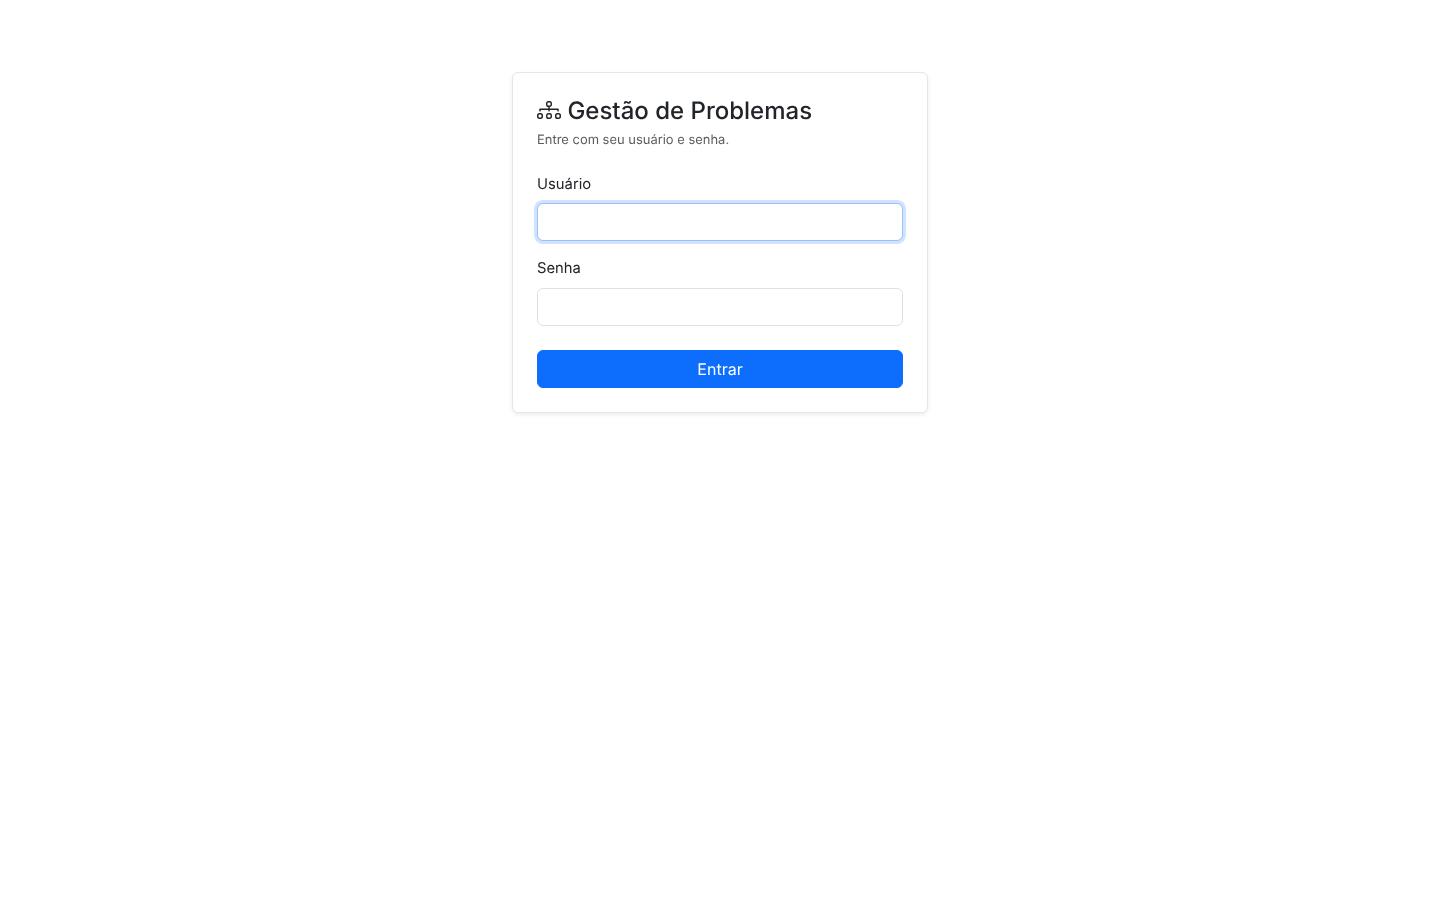 Gestão de Problemas
Entre com seu usuário e senha.
Usuário
Senha
Entrar